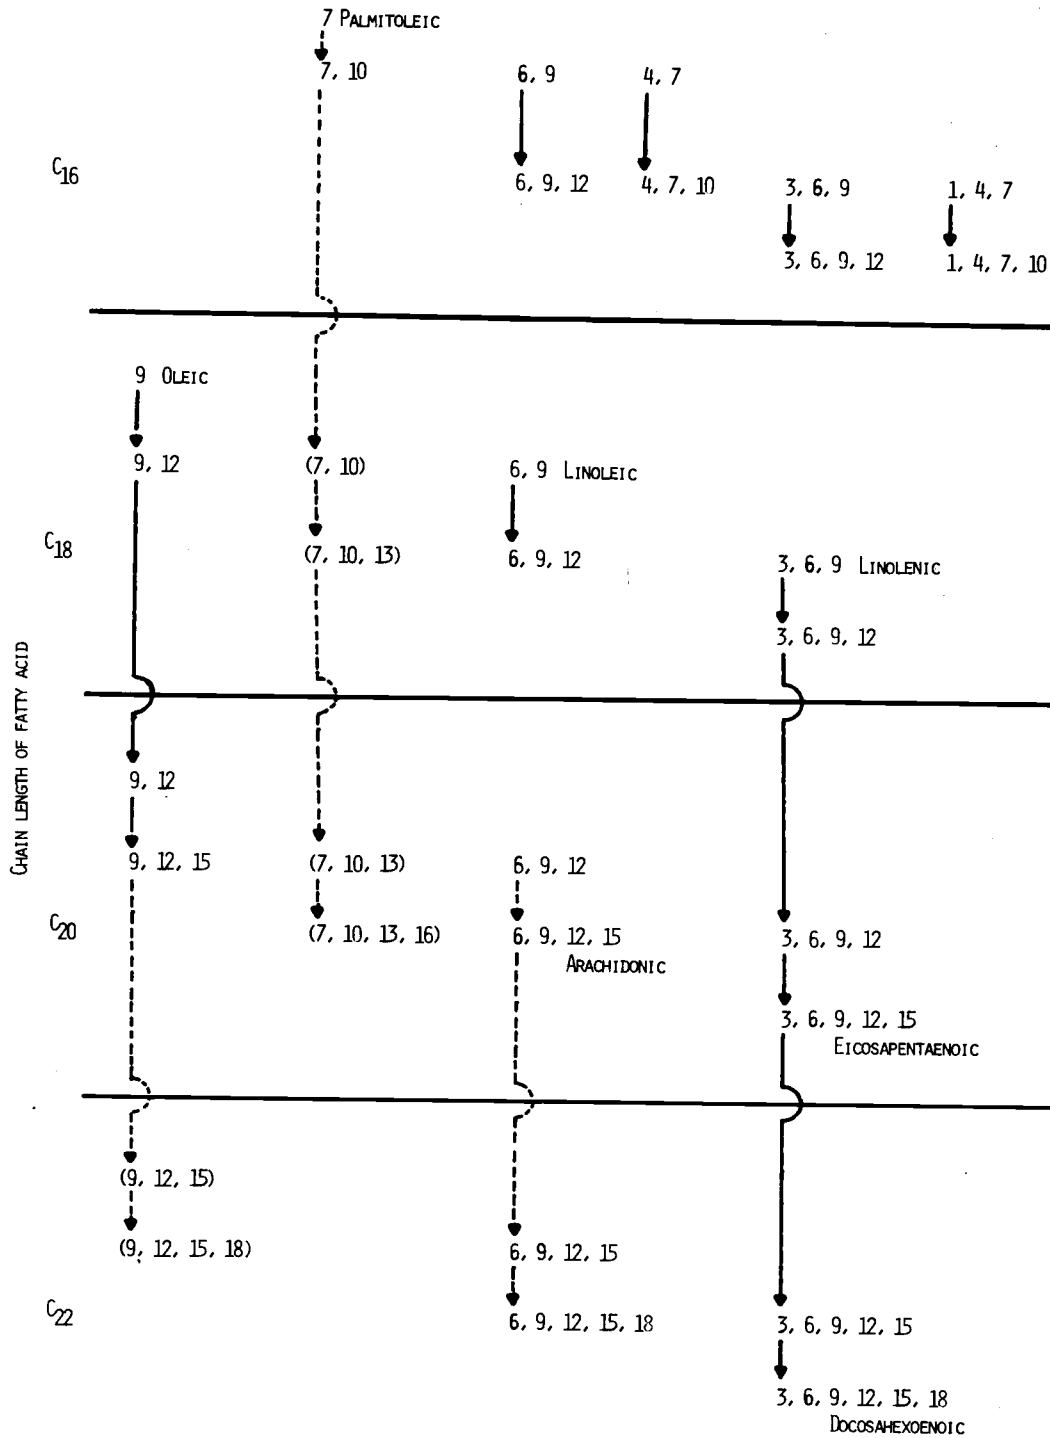 7 PALMITOLEIC
7, 10
6, 9
4, 7
C16
6, 9, 12
4, 7, 10
3, 6, 9
1, 4, 7
3, 6, 9, 12
1, 4, 7, 10
9 OLEIC
9, 12
(7, 10)
6, 9 LINOLEIC
C18
(7, 10, 13)
6, 9, 12
3, 6, 9 LINOLENIC
3, 6, 9, 12
CHAIN LENGTH OF FATTY ACID
9, 12
9, 12, 15
(7, 10, 13)
6, 9, 12
C20
(7, 10, 13, 16)
6, 9, 12, 15
ARACHIDONIC
3, 6, 9, 12
3, 6, 9, 12, 15
EICOSAPENTAENOIC
(9, 12, 15)
(9, 12, 15, 18)
6, 9, 12, 15
C22
6, 9, 12, 15, 18
3, 6, 9, 12, 15
3, 6, 9, 12, 15, 18
DOCOSAHEXOENOIC